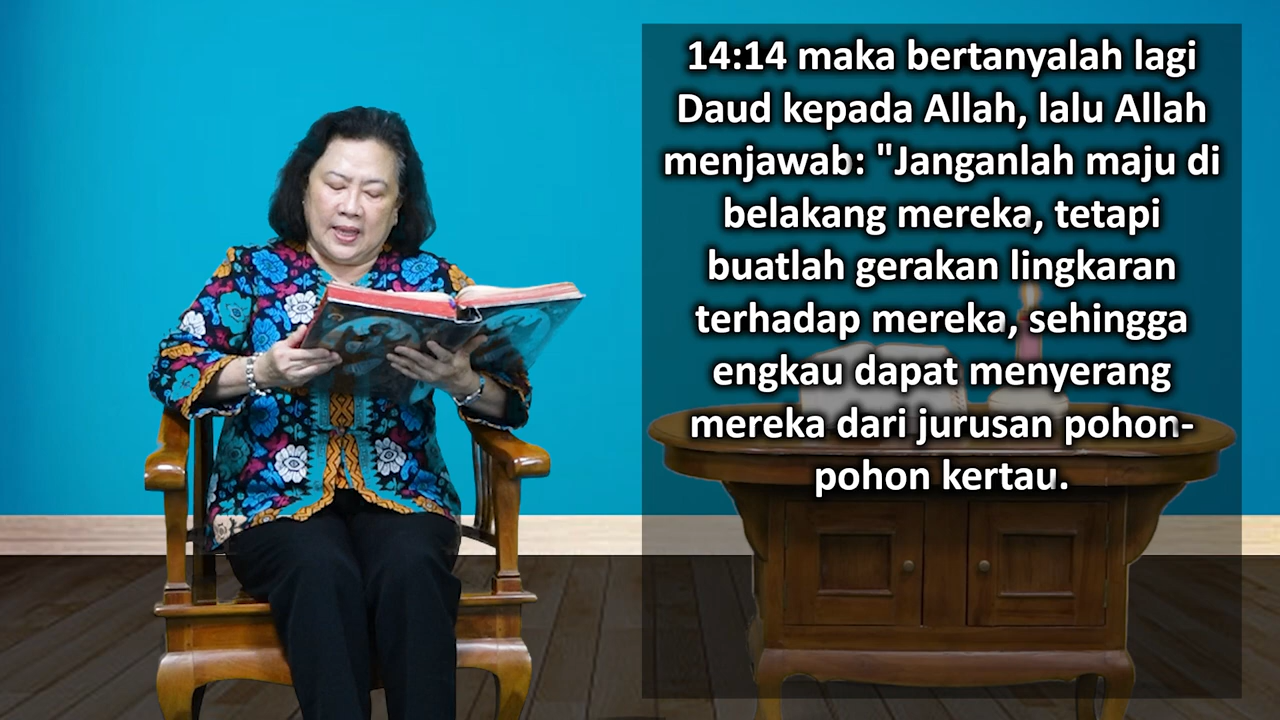 14:14 maka bertanyalah lagi
Daud kepada Allah, lalu Allah
menjawab: "Janganlah maju di
belakang mereka, tetapi
buatlah gerakan lingkaran
terhadap mereka, sehingga
engkau dapat menyerang
mereka dari jurusan pohon-
pohon kertau.